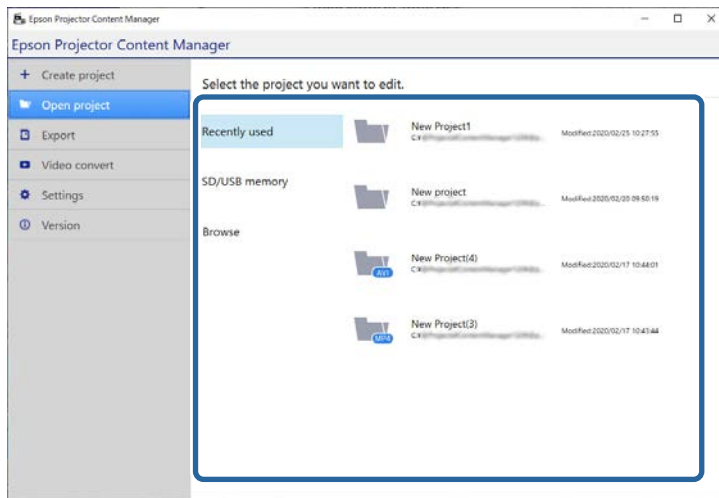 Epson Projector Content Manager
Epson Projector Content Manager
+ Create project
Open project
Export
Video convert
Settings
Version
Select the project you want to edit.
Recently used
SD/USB memory
Browse
New Project1
C:¥
Modified:2020/02/25 10:27:55
New project
C:¥
Modified:2020/02/20 09:50:19
AVI
New Project(4)
C:¥
Modified:2020/02/17 10:44:01
MP4
New Project(3)
C:¥
Modified:2020/02/17 10:43:44